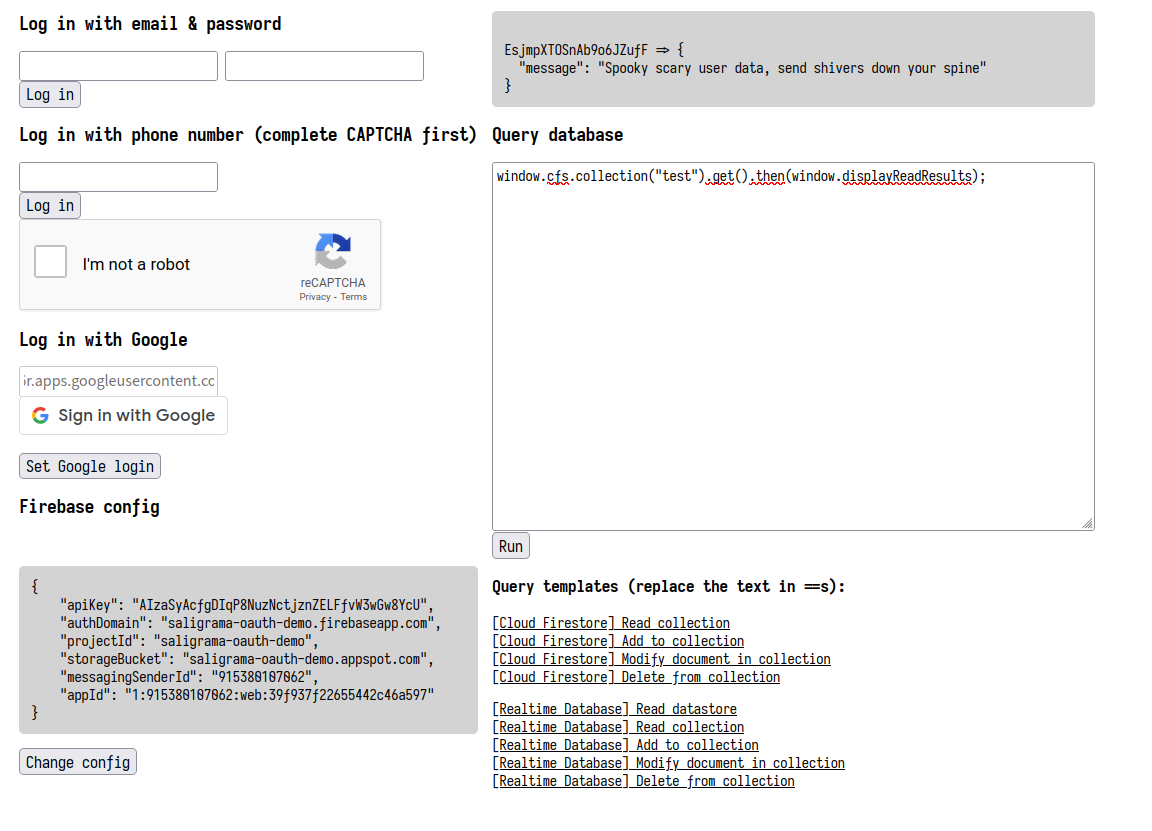 Log in with email & password
Log in
Log in with phone number (complete CAPTCHA first)
Log in
I'm not a robot
reCAPTCHA
Privacy - Terms
Log in with Google
r.apps.googleusercontent.cc
Sign in with Google
Set Google login
Firebase config
{
"apiKey": "AIzaSyAcfgDIqP8NuzNctjznZELFfvW3wGw8YcU",
"authDomain": "saligrama-oauth-demo.firebaseapp.com",
"projectId": "saligrama-oauth-demo",
"storageBucket": "saligrama-oauth-demo.appspot.com",
"messagingSenderId": "915380107062",
"appId": "1:915380107062:web:39f937f22655442c46a597"
}
Change config
EsjmpXTOSnAb9o6JZufF => {
"message": "Spooky scary user data, send shivers down your spine"
}
Query database
window.cfs.collection("test").get().then(window.displayReadResults);
Run
Query templates (replace the text in ==s):
[Cloud Firestore] Read collection
[Cloud Firestore] Add to collection
[Cloud Firestore] Modify document in collection
[Cloud Firestore] Delete from collection
[Realtime Database] Read datastore
[Realtime Database] Read collection
[Realtime Database] Add to collection
[Realtime Database] Modify document in collection
[Realtime Database] Delete from collection